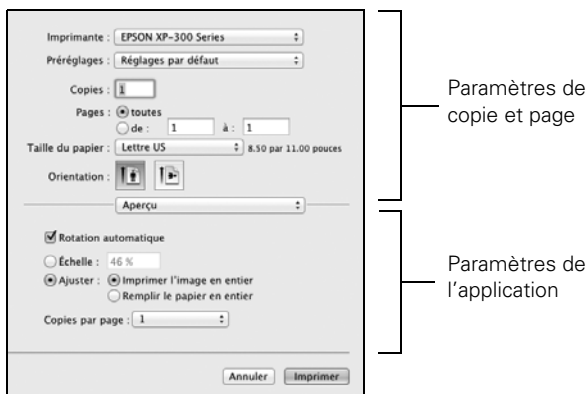 Imprimante : EPSON XP-300 Series
Préréglages : Réglages par défaut
Copies : 1
Pages : toutes
de : 1 à : 1
Taille du papier : Lettre US 8.50 par 11.00 pouces
Orientation :
Aperçu
Rotation automatique
Échelle : 46 %
Ajuster : Imprimer l'image en entier
Remplir le papier en entier
Copies par page : 1
Annuler Imprimer
Paramètres de
copie et page
Paramètres de
l'application